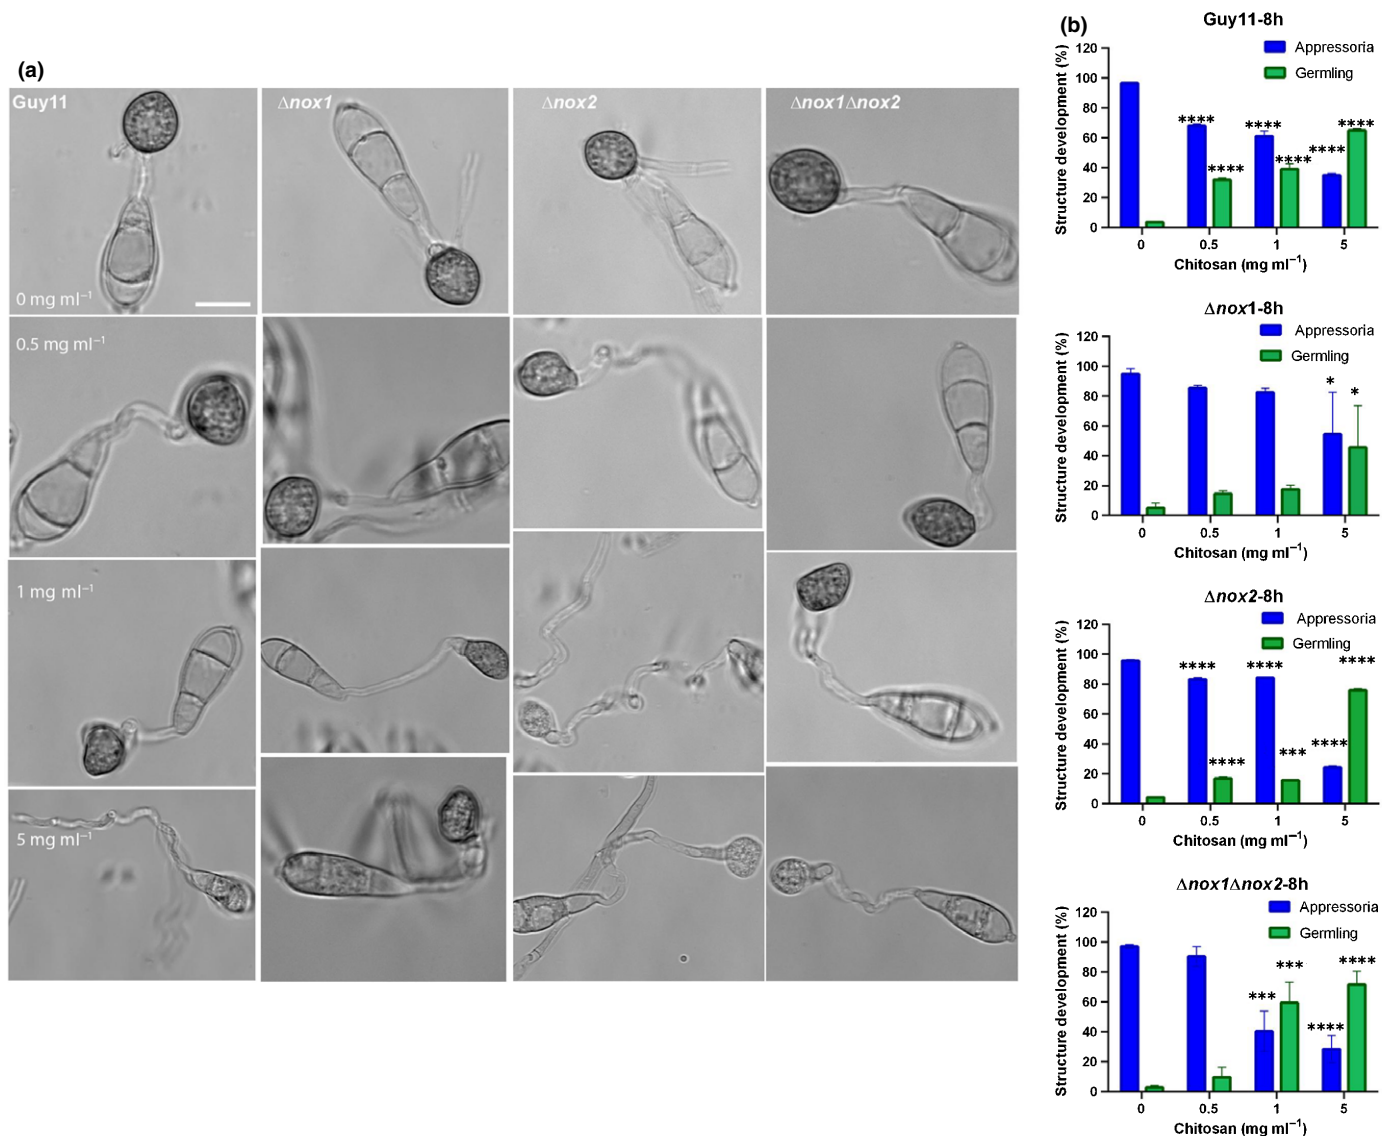 (a)
Guy11
Δnox1
Δnox2
Δnox1Δnox2
0 mg ml⁻¹
0.5 mg ml⁻¹
1 mg ml⁻¹
5 mg ml⁻¹
(b)
Guy11-8h
Appressoria
Germling
Structure development (%)
120
100
80
60
40
20
0
**** **** **** **** **** ****
0 0.5 1 5
Chitosan (mg ml⁻¹)
Δnox1-8h
Appressoria
Germling
Structure development (%)
120
100
80
60
40
20
0
* *
0 0.5 1 5
Chitosan (mg ml⁻¹)
Δnox2-8h
Appressoria
Germling
Structure development (%)
120
100
80
60
40
20
0
**** **** **** *** **** ****
0 0.5 1 5
Chitosan (mg ml⁻¹)
Δnox1Δnox2-8h
Appressoria
Germling
Structure development (%)
120
100
80
60
40
20
0
*** *** **** ****
0 0.5 1 5
Chitosan (mg ml⁻¹)